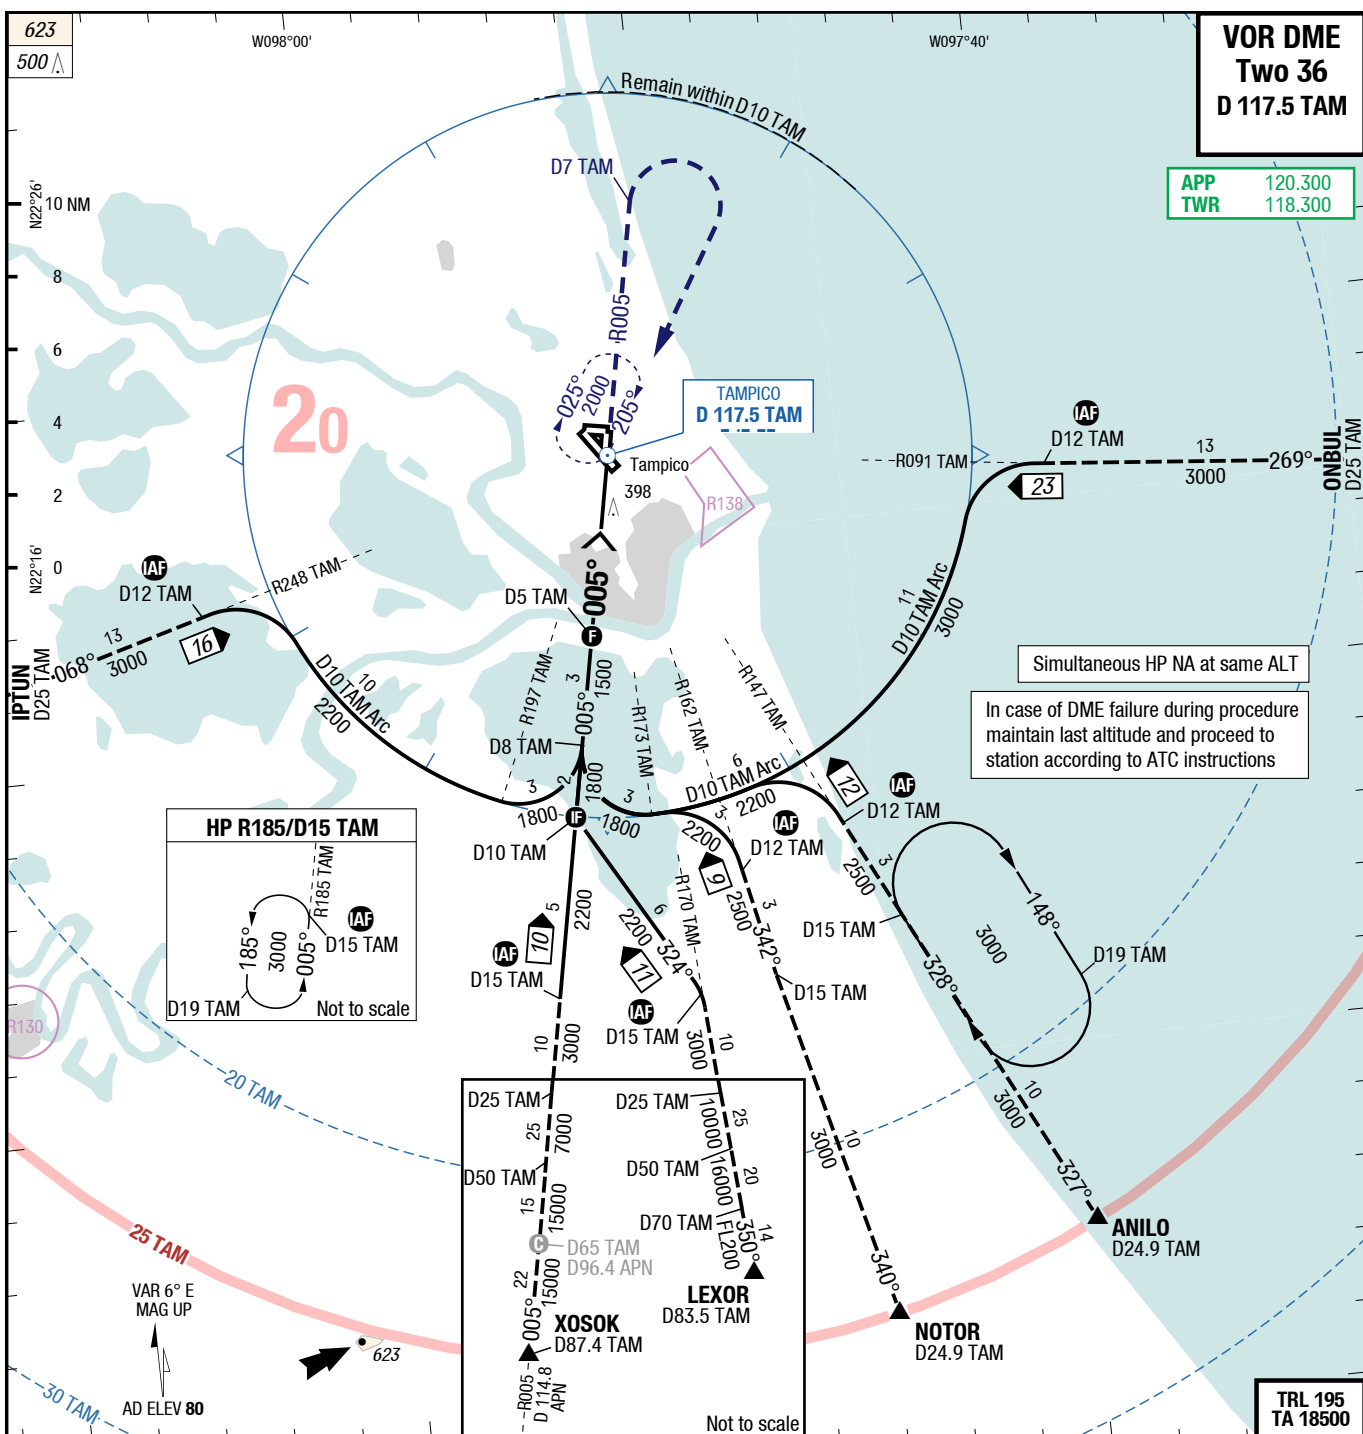 623
500
W098°00'
W097°40'
VOR DME
Two 36
D 117.5 TAM
Remain within D10 TAM
D7 TAM
APP 120.300
TWR 118.300
N22°26'
10 NM
8
6
4
2
0
N22°16'
20
R005
025°
2000
205°
TAMPICO
D 117.5 TAM
Tampico
398
R138
IAF
D12 TAM
R091 TAM
13
3000
269°
ONBUL
D25 TAM
23
IAF
D12 TAM
R248 TAM
13
3000
068°
16
IPTUN
D25 TAM
D5 TAM
005°
F
11
D10 TAM Arc
3000
10
D10 TAM Arc
2200
R197 TAM
3
1500
005°
R173 TAM
R162 TAM
R147 TAM
Simultaneous HP NA at same ALT
In case of DME failure during procedure
maintain last altitude and proceed to
station according to ATC instructions
D8 TAM
2
1800
3
1800
3
1800
6
D10 TAM Arc
2200
12
IAF
D12 TAM
IF
D10 TAM
2200
3
IAF
D12 TAM
9
HP R185/D15 TAM
R185 TAM
IAF
D15 TAM
185°
3000
005°
D19 TAM
Not to scale
5
2200
10
IAF
D15 TAM
6
2200
324°
11
R170 TAM
IAF
D15 TAM
3
2500
342°
D15 TAM
3
2500
D15 TAM
328°
3000
148°
D19 TAM
R130
20 TAM
10
3000
10
3000
10
3000
10
3000
327°
ANILO
D24.9 TAM
D25 TAM
25
7000
D50 TAM
15
15000
C
D65 TAM
D96.4 APN
22
15000
005°
XOSOK
D87.4 TAM
R005
D 114.8
APN
D25 TAM
25
10000
D50 TAM
20
16000
D70 TAM
14
FL200
350°
LEXOR
D83.5 TAM
Not to scale
340°
NOTOR
D24.9 TAM
25 TAM
VAR 6° E
MAG UP
AD ELEV 80
623
30 TAM
TRL 195
TA 18500